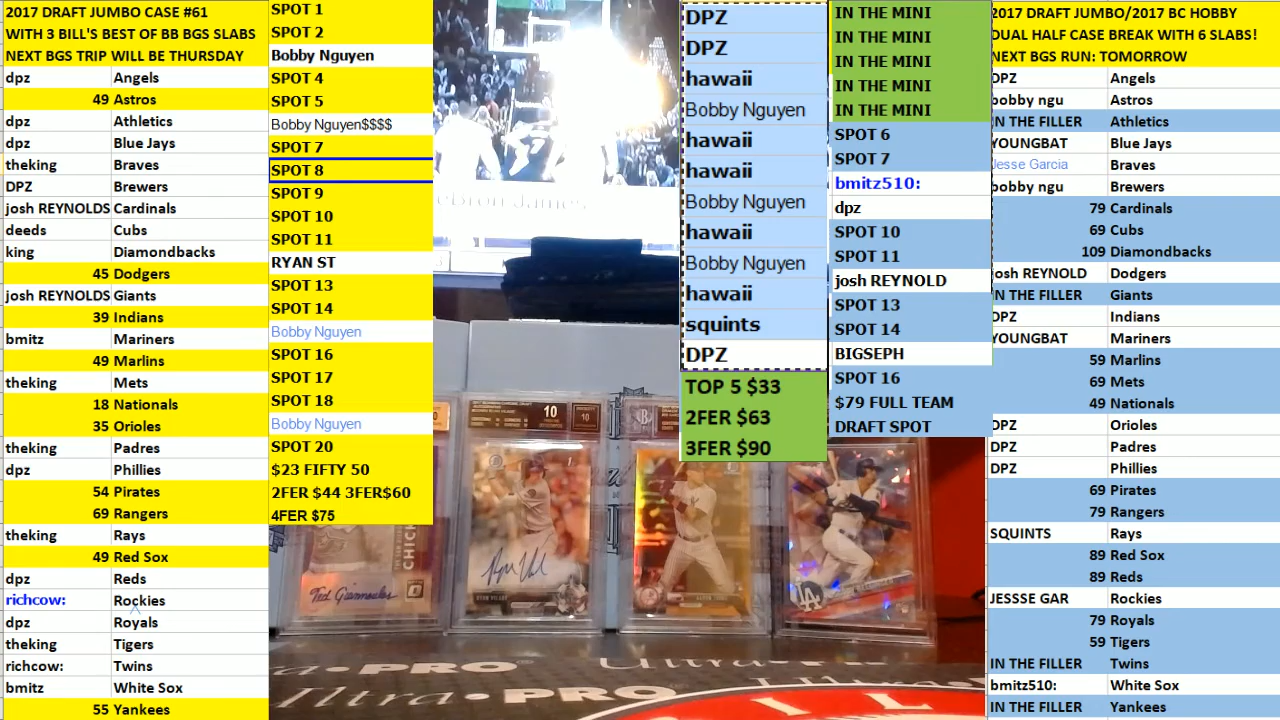 2017 DRAFT JUMBO CASE #61
WITH 3 BILL'S BEST OF BB BGS SLABS
NEXT BGS TRIP WILL BE THURSDAY
dpz Angels
49 Astros
dpz Athletics
dpz Blue Jays
theking Braves
DPZ Brewers
josh REYNOLDS Cardinals
deeds Cubs
king Diamondbacks
45 Dodgers
josh REYNOLDS Giants
39 Indians
bmitz Mariners
49 Marlins
theking Mets
18 Nationals
35 Orioles
theking Padres
dpz Phillies
54 Pirates
69 Rangers
theking Rays
49 Red Sox
dpz Reds
richcow: Rockies
dpz Royals
theking Tigers
richcow: Twins
bmitz White Sox
55 Yankees
SPOT 1
SPOT 2
Bobby Nguyen
SPOT 4
SPOT 5
Bobby Nguyen$$$$
SPOT 7
SPOT 8
SPOT 9
SPOT 10
SPOT 11
RYAN ST
SPOT 13
SPOT 14
Bobby Nguyen
SPOT 16
SPOT 17
SPOT 18
Bobby Nguyen
SPOT 20
$23 FIFTY 50
2FER $44 3FER$60
4FER $75
DPZ
DPZ
hawaii
Bobby Nguyen
hawaii
hawaii
Bobby Nguyen
hawaii
Bobby Nguyen
hawaii
squints
DPZ
TOP 5 $33
2FER $63
3FER $90
IN THE MINI
IN THE MINI
IN THE MINI
IN THE MINI
IN THE MINI
SPOT 6
SPOT 7
bmitz510:
dpz
SPOT 10
SPOT 11
josh REYNOLD
SPOT 13
SPOT 14
BIGSEPH
SPOT 16
$79 FULL TEAM
DRAFT SPOT
2017 DRAFT JUMBO/2017 BC HOBBY
DUAL HALF CASE BREAK WITH 6 SLABS!
NEXT BGS RUN: TOMORROW
DPZ Angels
bobby ngu Astros
IN THE FILLER Athletics
YOUNGBAT Blue Jays
Jesse Garcia Braves
bobby ngu Brewers
79 Cardinals
69 Cubs
109 Diamondbacks
josh REYNOLD Dodgers
IN THE FILLER Giants
DPZ Indians
YOUNGBAT Mariners
59 Marlins
69 Mets
49 Nationals
DPZ Orioles
DPZ Padres
DPZ Phillies
69 Pirates
79 Rangers
SQUINTS Rays
89 Red Sox
89 Reds
JESSSE GAR Rockies
79 Royals
59 Tigers
IN THE FILLER Twins
bmitz510: White Sox
IN THE FILLER Yankees
LeBron James
10
10
CHIC
PRO
Ultra
Ultra PRO